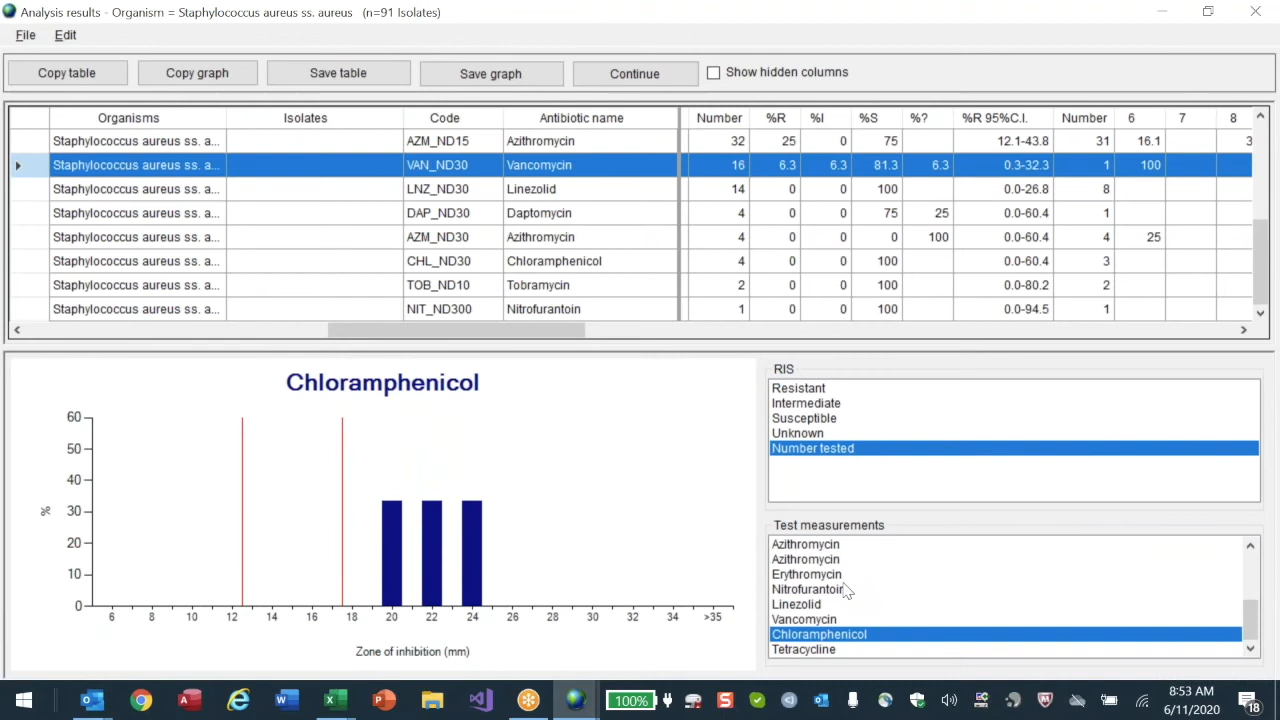 Analysis results - Organism = Staphylococcus aureus ss. aureus (n=91 Isolates)
File Edit
Copy table Copy graph Save table Save graph Continue Show hidden columns
Organisms Isolates Code Antibiotic name Number %R %I %S %? %R 95%C.I. Number 6 7 8
Staphylococcus aureus ss. a... AZM_ND15 Azithromycin 32 25 0 75 12.1-43.8 31 16.1 3
Staphylococcus aureus ss. a... VAN_ND30 Vancomycin 16 6.3 6.3 81.3 6.3 0.3-32.3 1 100
Staphylococcus aureus ss. a... LNZ_ND30 Linezolid 14 0 0 100 0.0-26.8 8
Staphylococcus aureus ss. a... DAP_ND30 Daptomycin 4 0 0 75 25 0.0-60.4 1
Staphylococcus aureus ss. a... AZM_ND30 Azithromycin 4 0 0 0 100 0.0-60.4 4 25
Staphylococcus aureus ss. a... CHL_ND30 Chloramphenicol 4 0 0 100 0.0-60.4 3
Staphylococcus aureus ss. a... TOB_ND10 Tobramycin 2 0 0 100 0.0-80.2 2
Staphylococcus aureus ss. a... NIT_ND300 Nitrofurantoin 1 0 0 100 0.0-94.5 1
Chloramphenicol
60
50
40
30
20
10
0
%
6 8 10 12 14 16 18 20 22 24 26 28 30 32 34 >35
Zone of inhibition (mm)
RIS
Resistant
Intermediate
Susceptible
Unknown
Number tested
Test measurements
Azithromycin
Azithromycin
Erythromycin
Nitrofurantoin
Linezolid
Vancomycin
Chloramphenicol
Tetracycline
100%
8:53 AM
6/11/2020
18